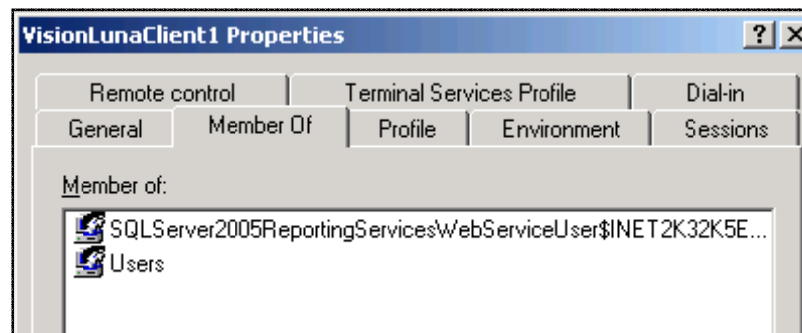 VisionLunaClient1 Properties ? X
Remote control Terminal Services Profile Dial-in
General Member Of Profile Environment Sessions
Member of:
SQLServer2005ReportingServicesWebServiceUser$INET2K32K5E...
Users